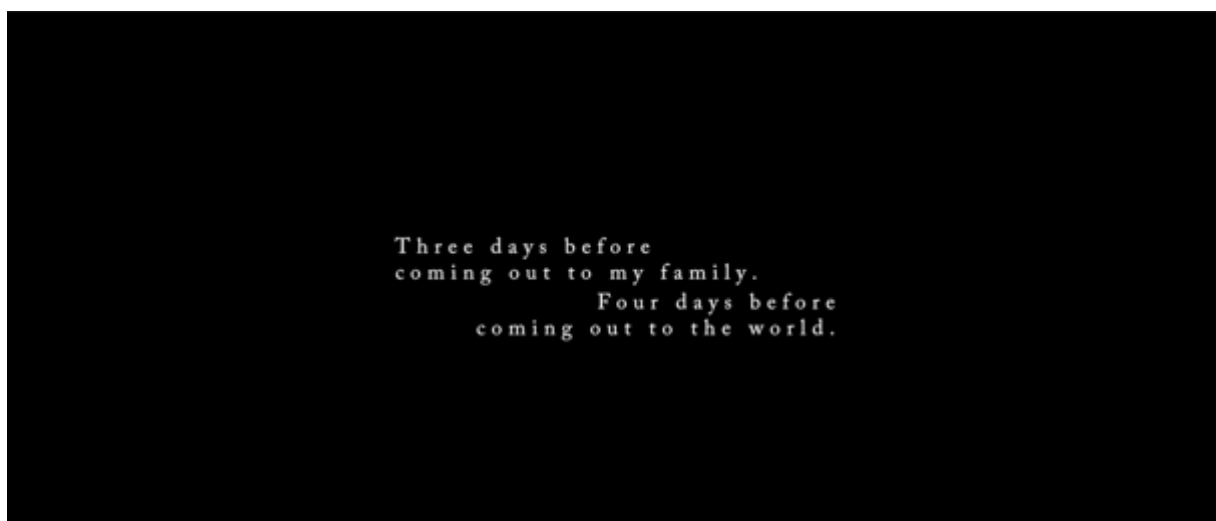 Three days before
coming out to my family.
Four days before
coming out to the world.